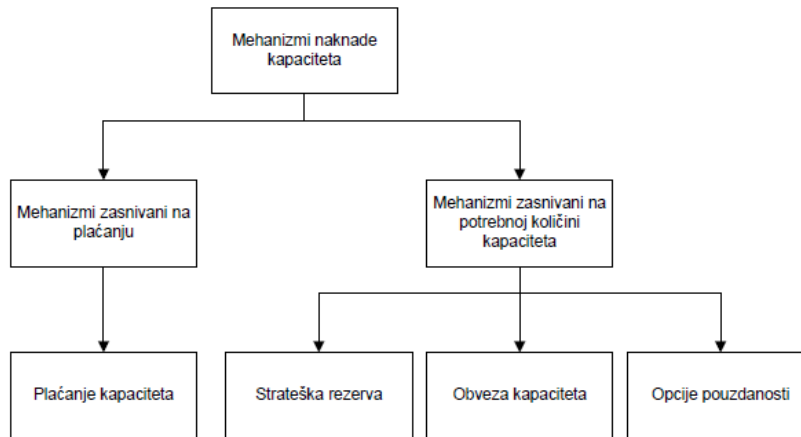 Mehanizmi naknade
kapaciteta
Mehanizmi zasnivani na
plaćanju
Mehanizmi zasnivani na
potrebnoj količini
kapaciteta
Plaćanje kapaciteta
Strateška rezerva
Obveza kapaciteta
Opcije pouzdanosti